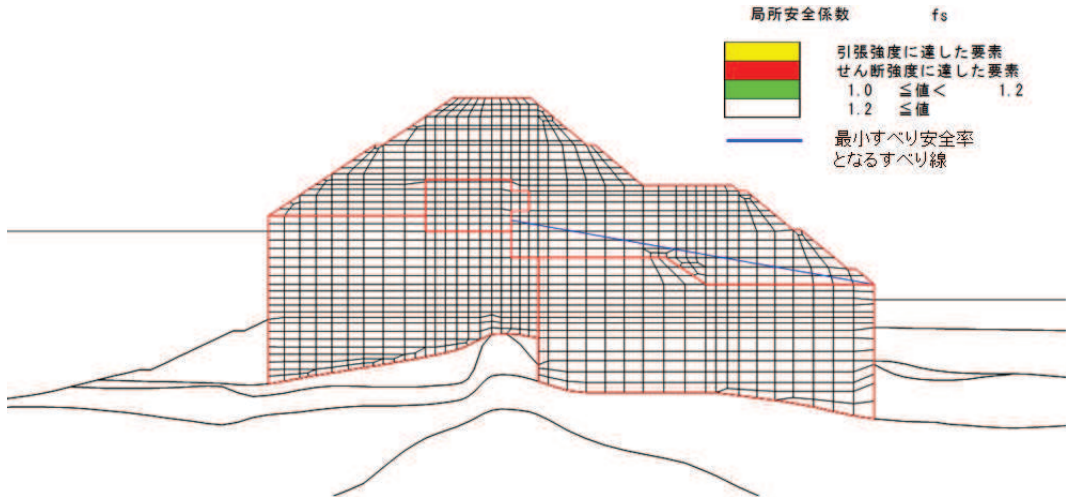 局所安全係数 fs
引張強度に達した要素
せん断強度に達した要素
1.0 ≦値< 1.2
1.2 ≦値
最小すべり安全率
となるすべり線